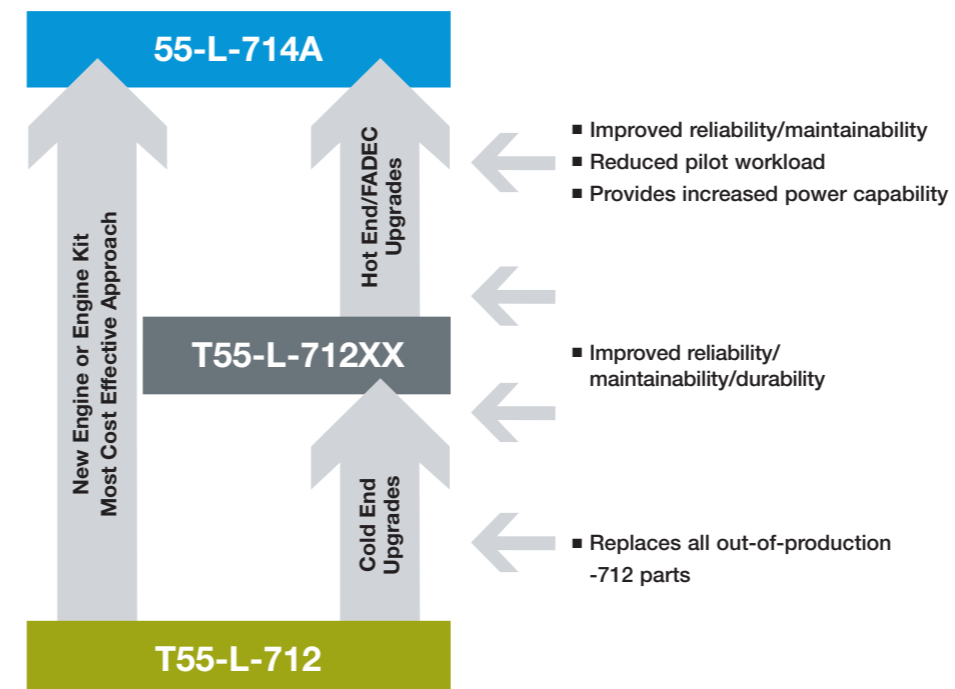 55-L-714A
New Engine or Engine Kit
Most Cost Effective Approach
Hot End/FADEC
Upgrades
■ Improved reliability/maintainability
■ Reduced pilot workload
■ Provides increased power capability
T55-L-712XX
■ Improved reliability/
maintainability/durability
Cold End
Upgrades
■ Replaces all out-of-production
-712 parts
T55-L-712